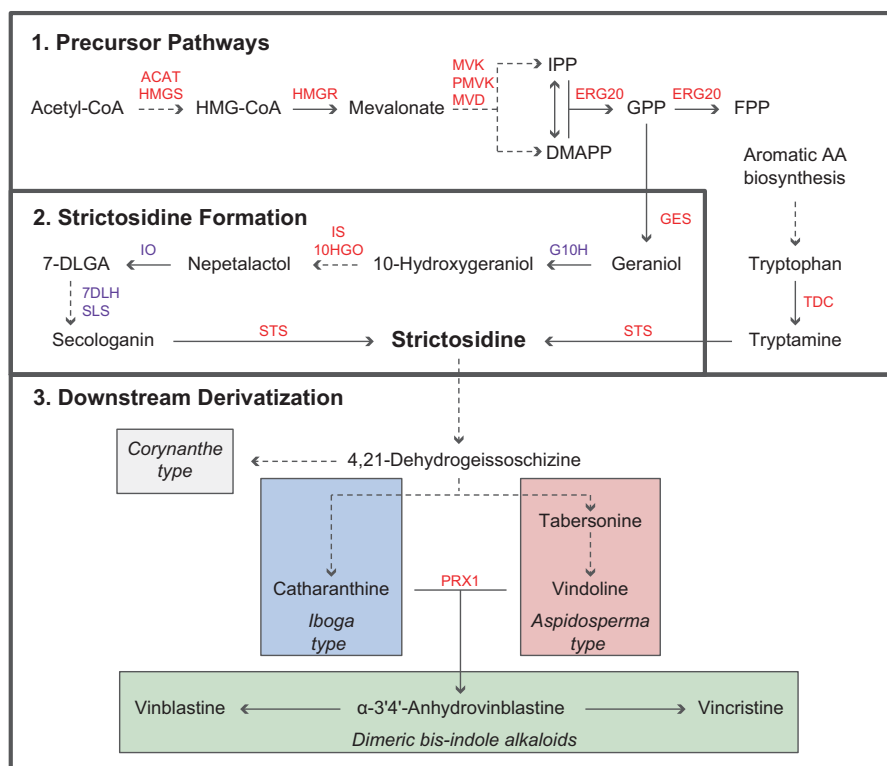 1. Precursor Pathways
ACAT
HMGS
Acetyl-CoA
HMG-CoA
HMGR
Mevalonate
MVK
PMVK
MVD
IPP
DMAPP
ERG20
GPP
ERG20
FPP
Aromatic AA
biosynthesis
GES
Tryptophan
TDC
Tryptamine
2. Strictosidine Formation
7-DLGA
IO
Nepetalactol
IS
10HGO
10-Hydroxygeraniol
G10H
Geraniol
7DLH
SLS
Secologanin
STS
Strictosidine
STS
3. Downstream Derivatization
Corynanthe
type
4,21-Dehydrogeissoschizine
Tabersonine
Catharanthine
PRX1
Vindoline
Iboga
type
Aspidosperma
type
Vinblastine
α-3'4'-Anhydrovinblastine
Vincristine
Dimeric bis-indole alkaloids